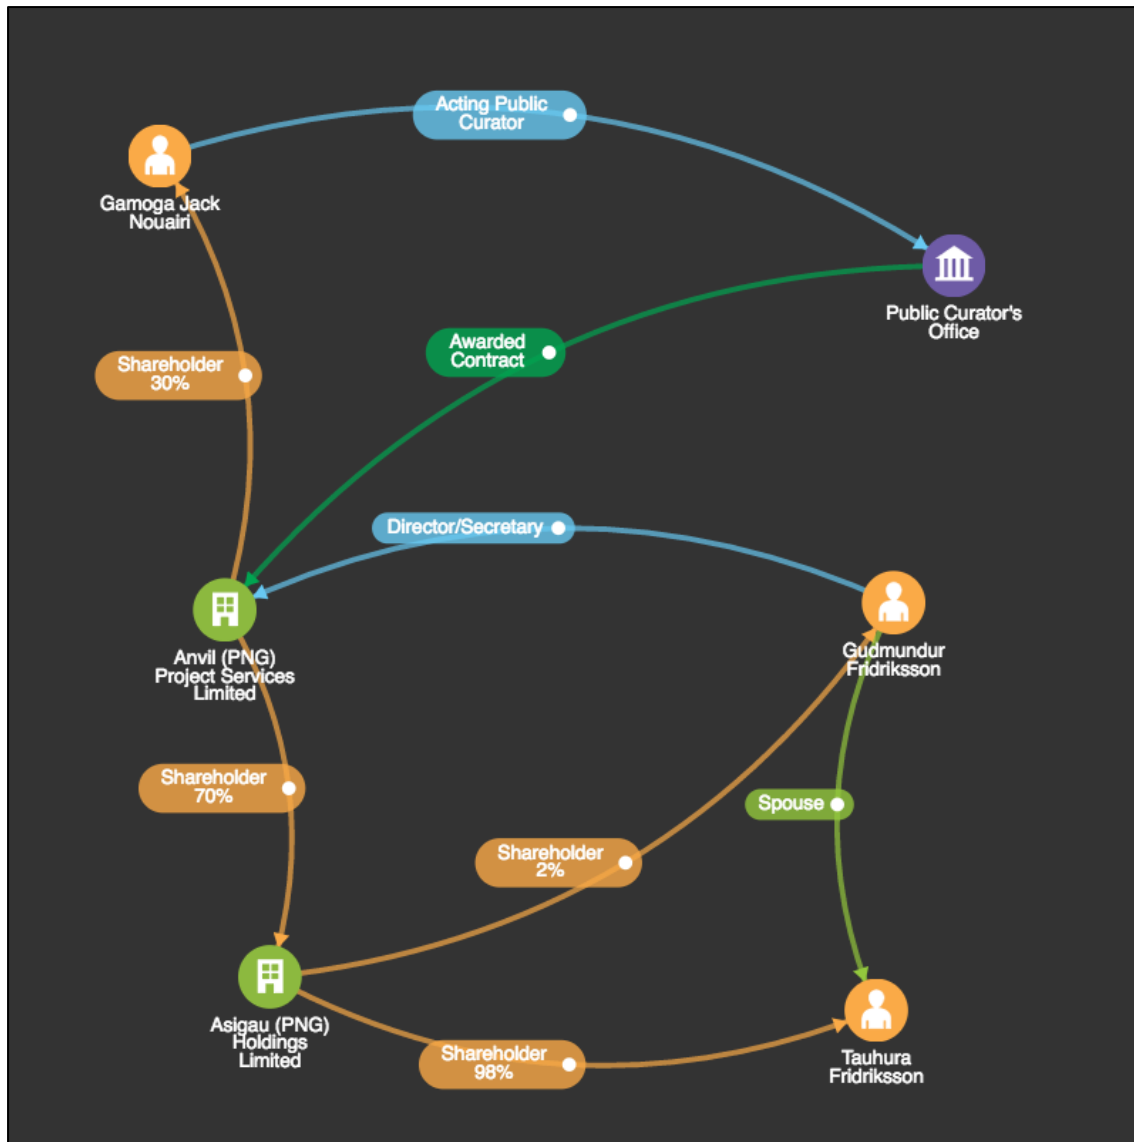 Acting Public
Curator
Gamoga Jack
Nouairi
Public Curator's
Office
Awarded
Contract
Shareholder
30%
Director/Secretary
Gudmundur
Fridriksson
Anvil (PNG)
Project Services
Limited
Shareholder
70%
Spouse
Shareholder
2%
Asigau (PNG)
Holdings
Limited
Shareholder
98%
Tauhura
Fridriksson